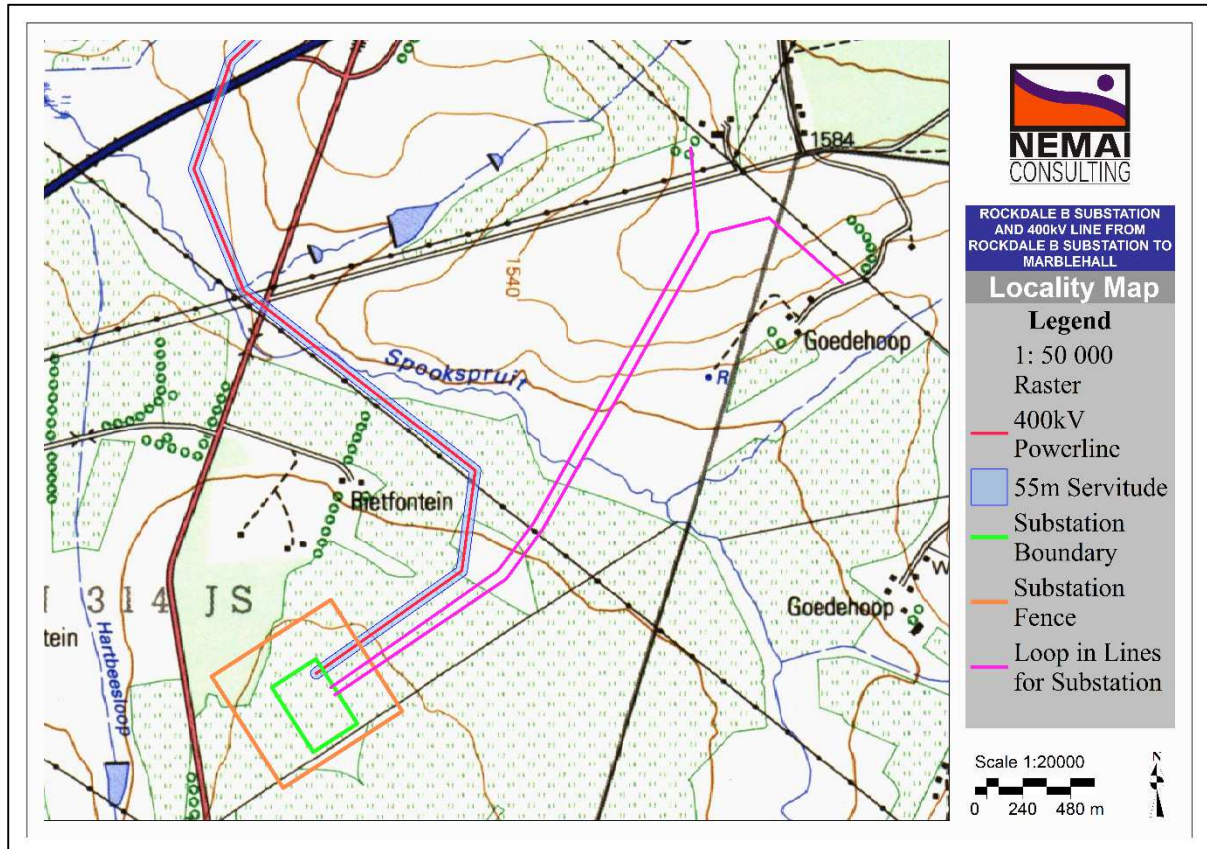 1584
1540
Spookspruit
Goedehoop
R
Rietfontein
314 JS
Goedehoop
W
tein
Hartbeesloop
NEMAI
CONSULTING
ROCKDALE B SUBSTATION
AND 400kV LINE FROM
ROCKDALE B SUBSTATION TO
MARBLEHALL
Locality Map
Legend
1: 50 000
Raster
400kV
Powerline
55m Servitude
Substation
Boundary
Substation
Fence
Loop in Lines
for Substation
Scale 1:20000
N
0 240 480 m